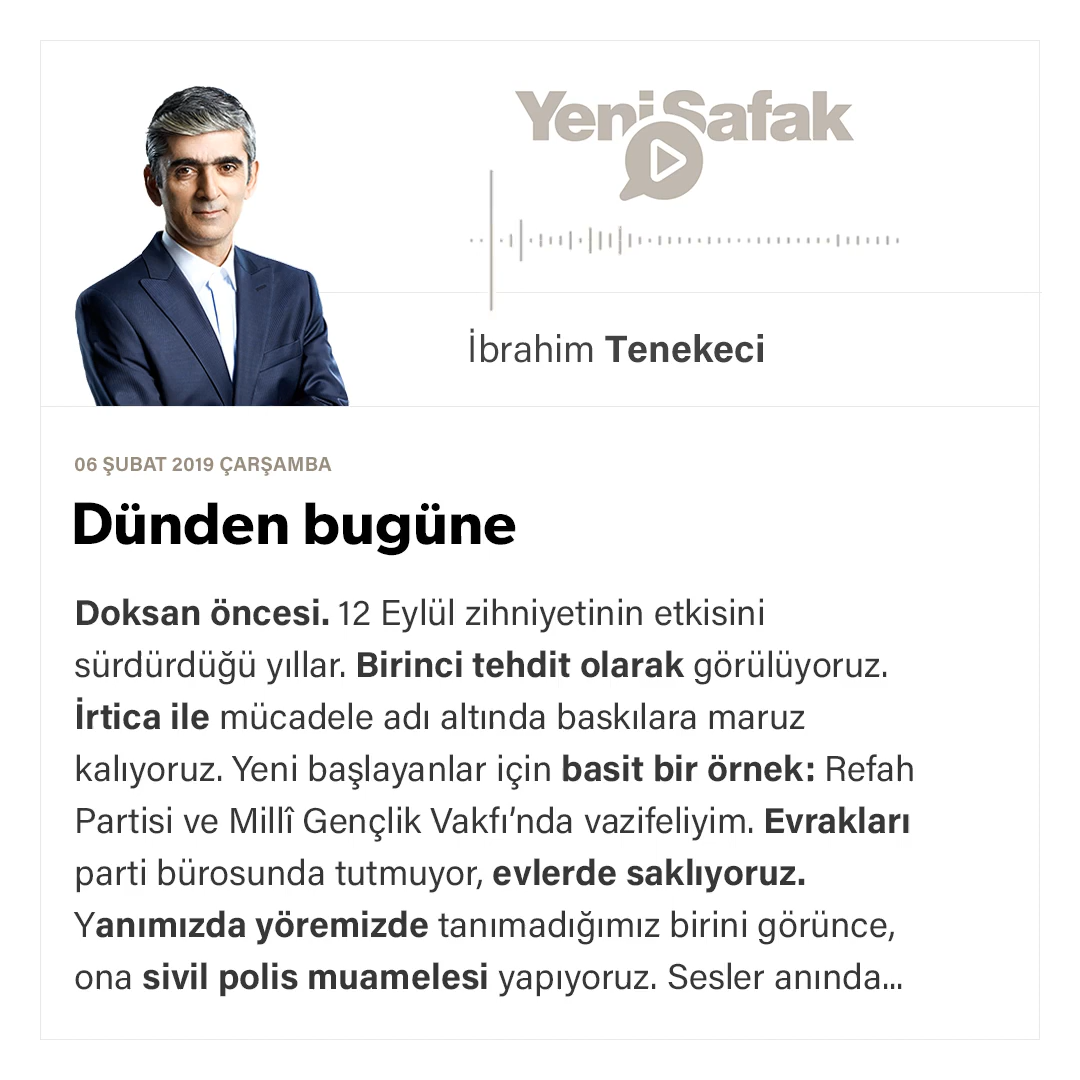 YeniSafak
İbrahim Tenekeci
06 ŞUBAT 2019 ÇARŞAMBA
Dünden bugüne
Doksan öncesi. 12 Eylül zihniyetinin etkisini
sürdürdüğü yıllar. Birinci tehdit olarak görülüyoruz.
İrtica ile mücadele adı altında baskılara maruz
kalıyoruz. Yeni başlayanlar için basit bir örnek: Refah
Partisi ve Millî Gençlik Vakfı’nda vazifeliyim. Evrakları
parti bürosunda tutmuyor, evlerde saklıyoruz.
Yanımızda yöremizde tanımadığımız birini görünce,
ona sivil polis muamelesi yapıyoruz. Sesler anında...